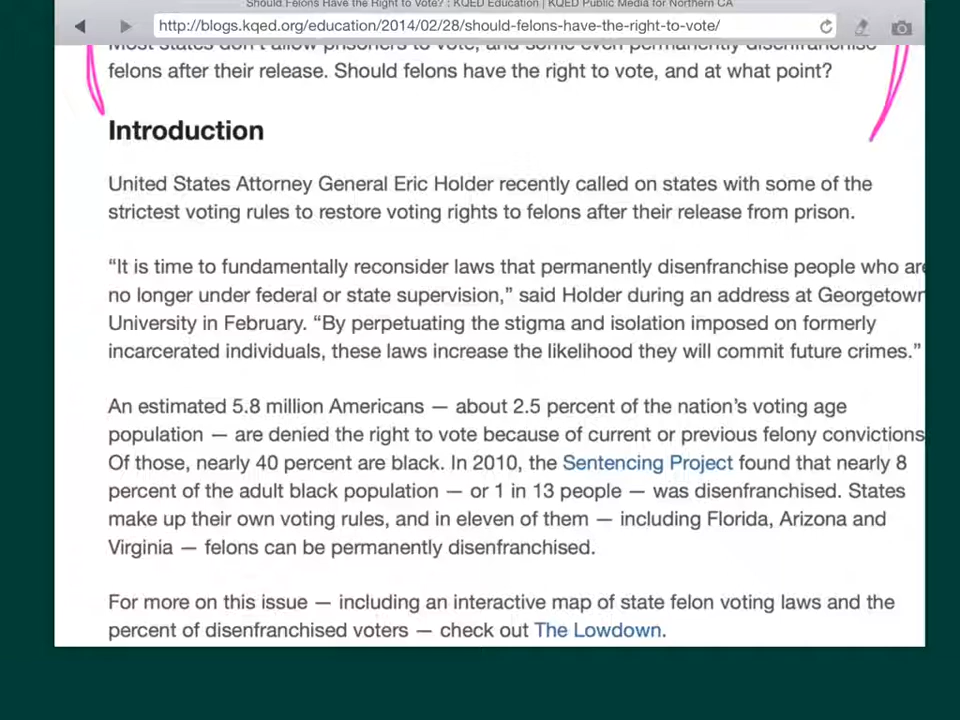 Should Felons Have the Right to Vote? : KQED Education | KQED Public Media for Northern CA
http://blogs.kqed.org/education/2014/02/28/should-felons-have-the-right-to-vote/
Most states don't allow prisoners to vote, and some even permanently disenfranchise
felons after their release. Should felons have the right to vote, and at what point?
Introduction
United States Attorney General Eric Holder recently called on states with some of the
strictest voting rules to restore voting rights to felons after their release from prison.
“It is time to fundamentally reconsider laws that permanently disenfranchise people who are
no longer under federal or state supervision,” said Holder during an address at Georgetown
University in February. “By perpetuating the stigma and isolation imposed on formerly
incarcerated individuals, these laws increase the likelihood they will commit future crimes.”
An estimated 5.8 million Americans — about 2.5 percent of the nation’s voting age
population — are denied the right to vote because of current or previous felony convictions.
Of those, nearly 40 percent are black. In 2010, the Sentencing Project found that nearly 8
percent of the adult black population — or 1 in 13 people — was disenfranchised. States
make up their own voting rules, and in eleven of them — including Florida, Arizona and
Virginia — felons can be permanently disenfranchised.
For more on this issue — including an interactive map of state felon voting laws and the
percent of disenfranchised voters — check out The Lowdown.